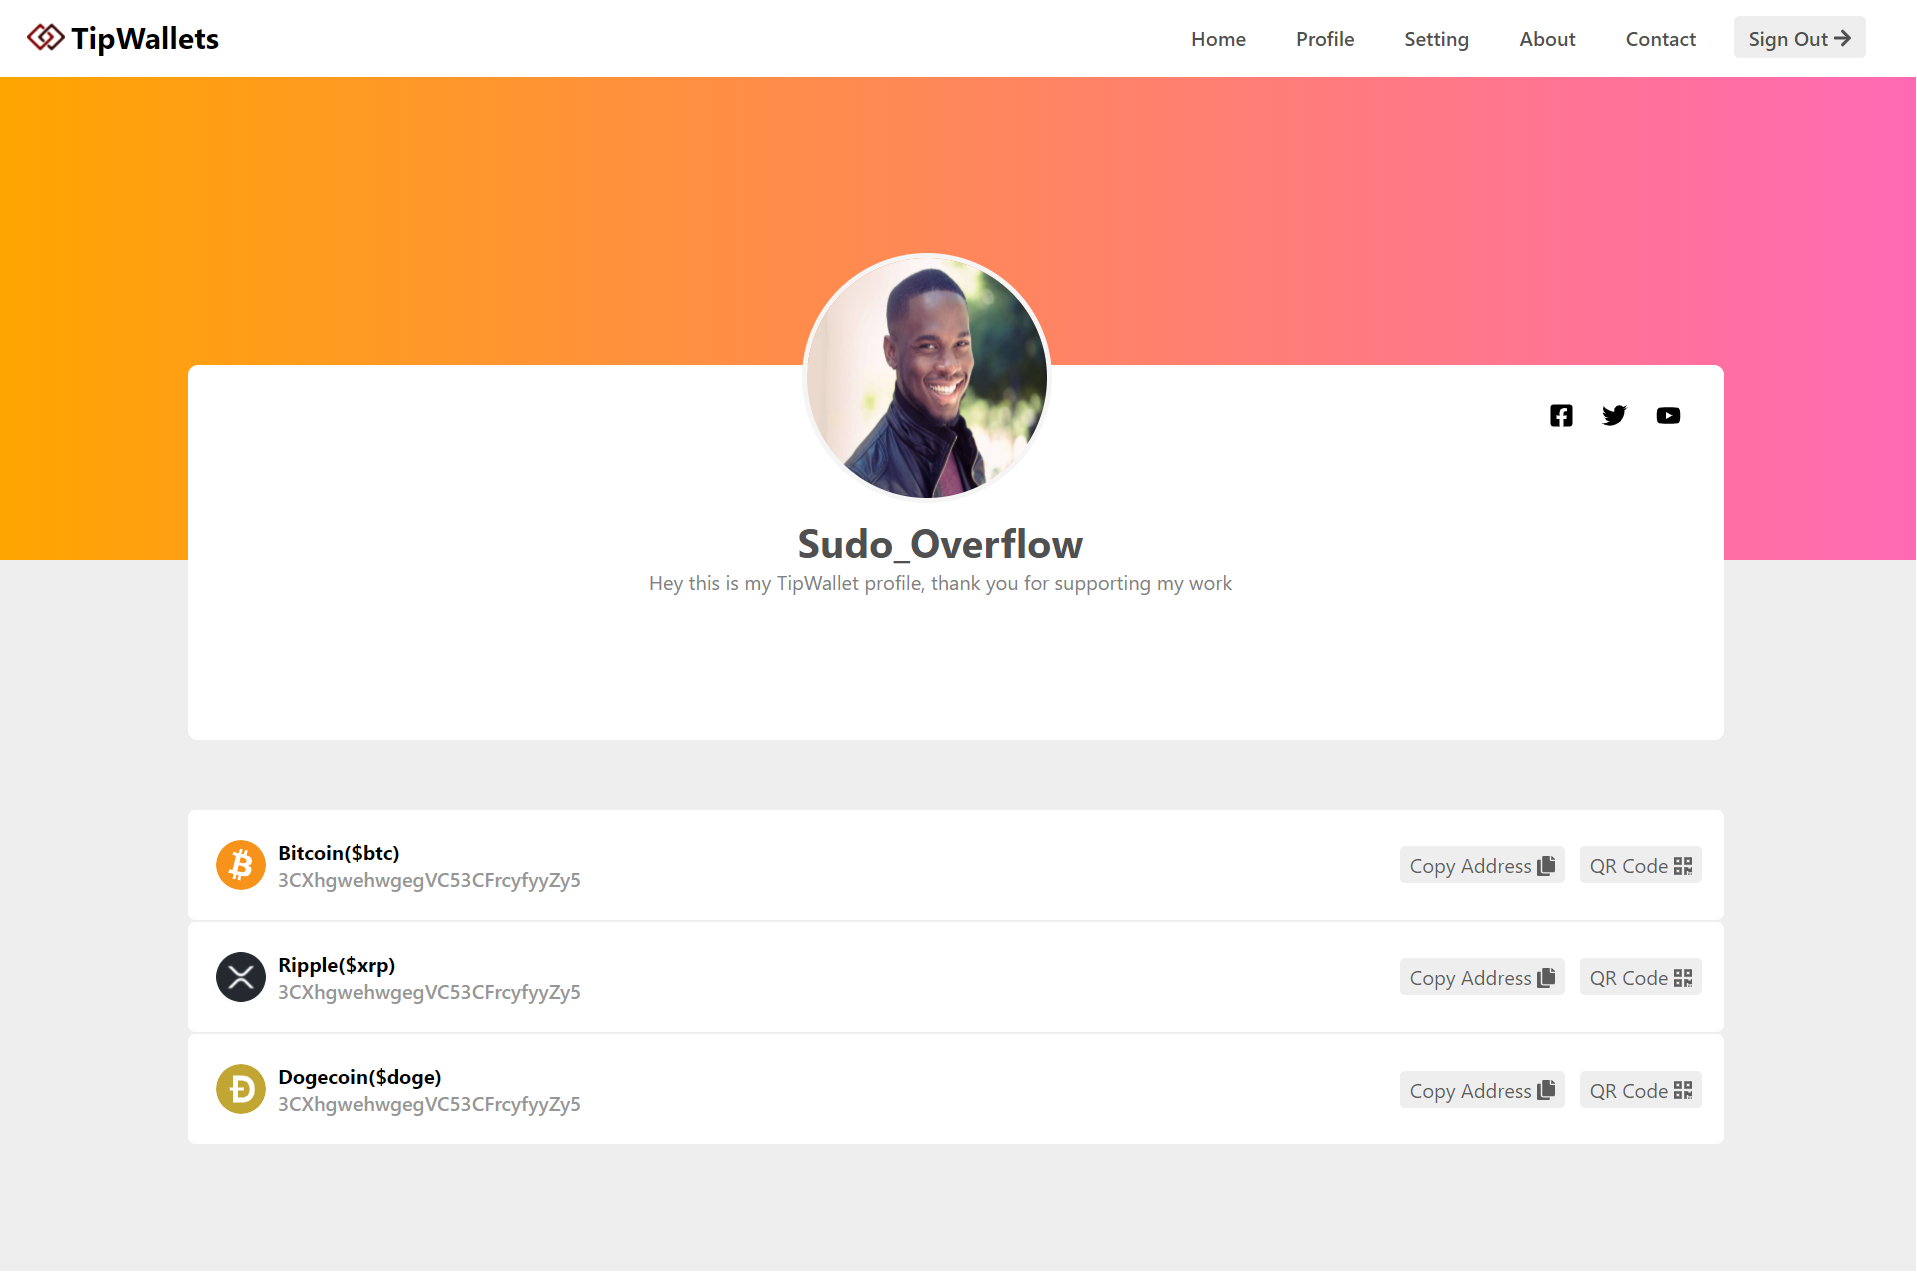 TipWallets
Home Profile Setting About Contact Sign Out
Sudo_Overflow
Hey this is my TipWallet profile, thank you for supporting my work
Bitcoin($btc)
3CXhgwehwgegVC53CFrcyfyyZy5
Copy Address QR Code
Ripple($xrp)
3CXhgwehwgegVC53CFrcyfyyZy5
Copy Address QR Code
Dogecoin($doge)
3CXhgwehwgegVC53CFrcyfyyZy5
Copy Address QR Code